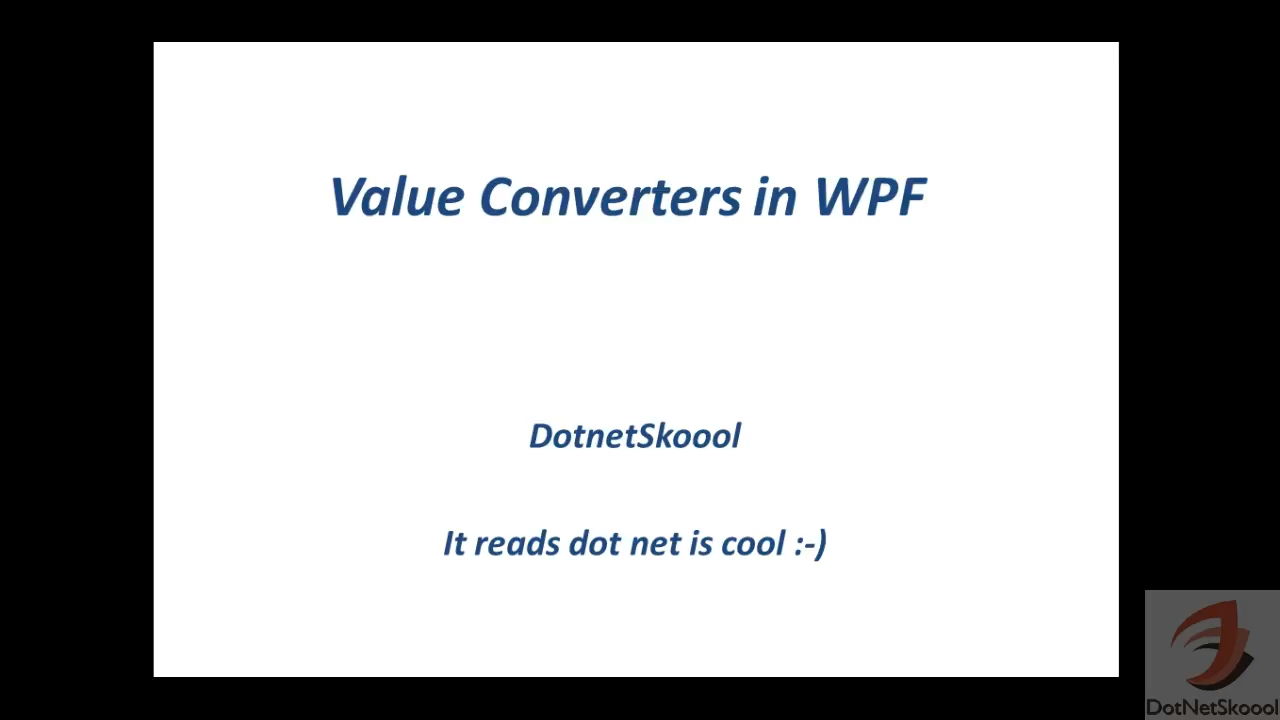 Value Converters in WPF
DotnetSkoool
It reads dot net is cool :-)
DotNetSkoool